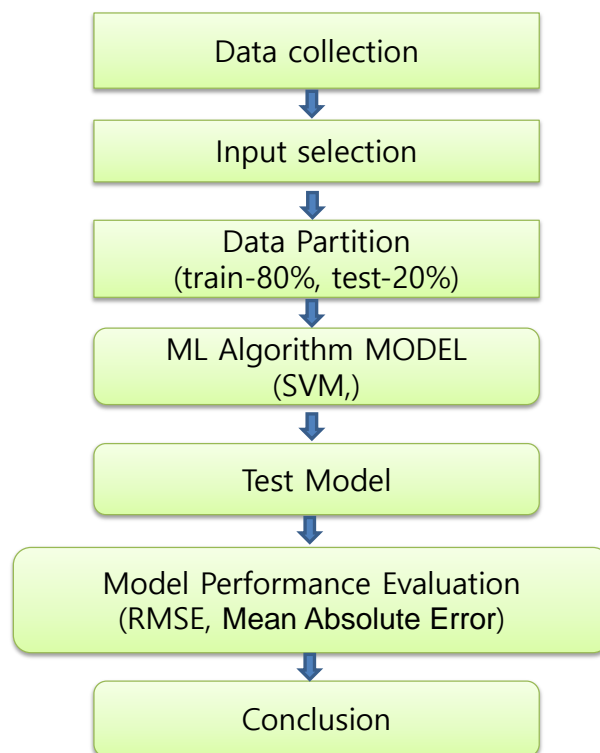 Data collection
Input selection
Data Partition
(train-80%, test-20%)
ML Algorithm MODEL
(SVM,)
Test Model
Model Performance Evaluation
(RMSE, Mean Absolute Error)
Conclusion